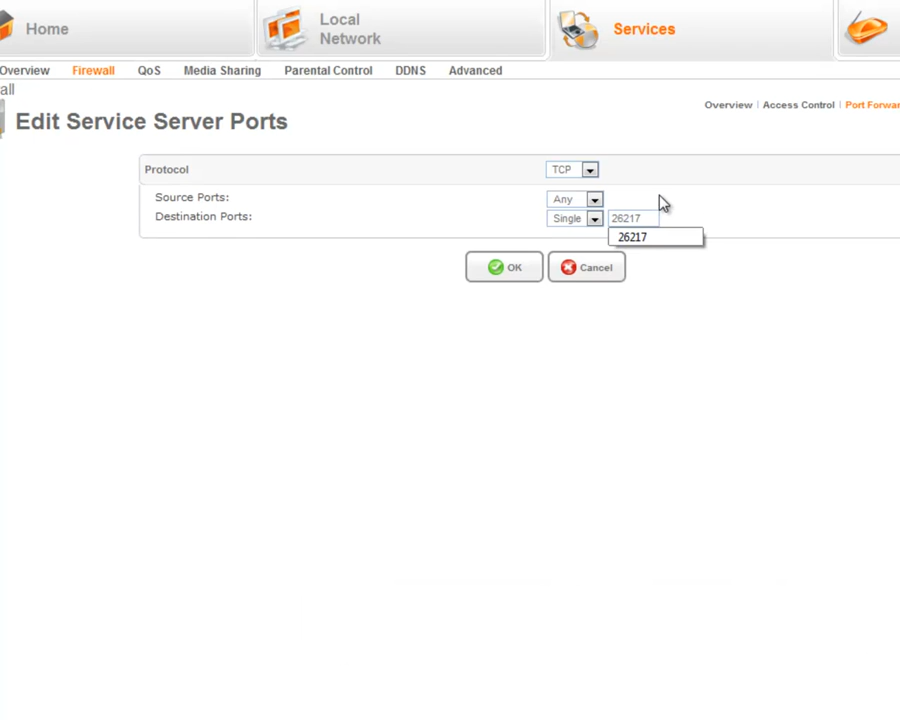 Home
Local
Network
Services
Overview Firewall QoS Media Sharing Parental Control DDNS Advanced
all
Overview | Access Control | Port Forwar
Edit Service Server Ports
Protocol TCP
Source Ports: Any
Destination Ports: Single 26217
26217
OK Cancel